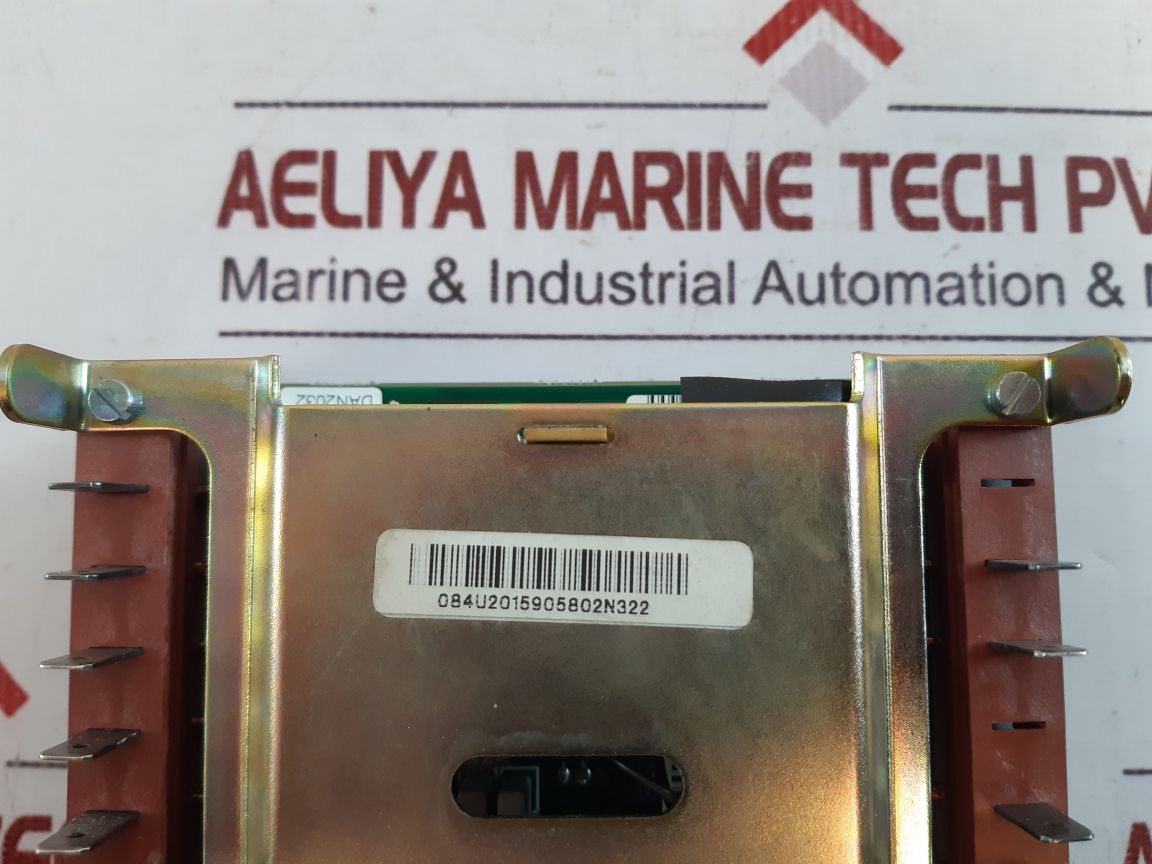 AELIYA MARINE TECH PV
Marine & Industrial Automation &
DAN2032
084U2015905802N322